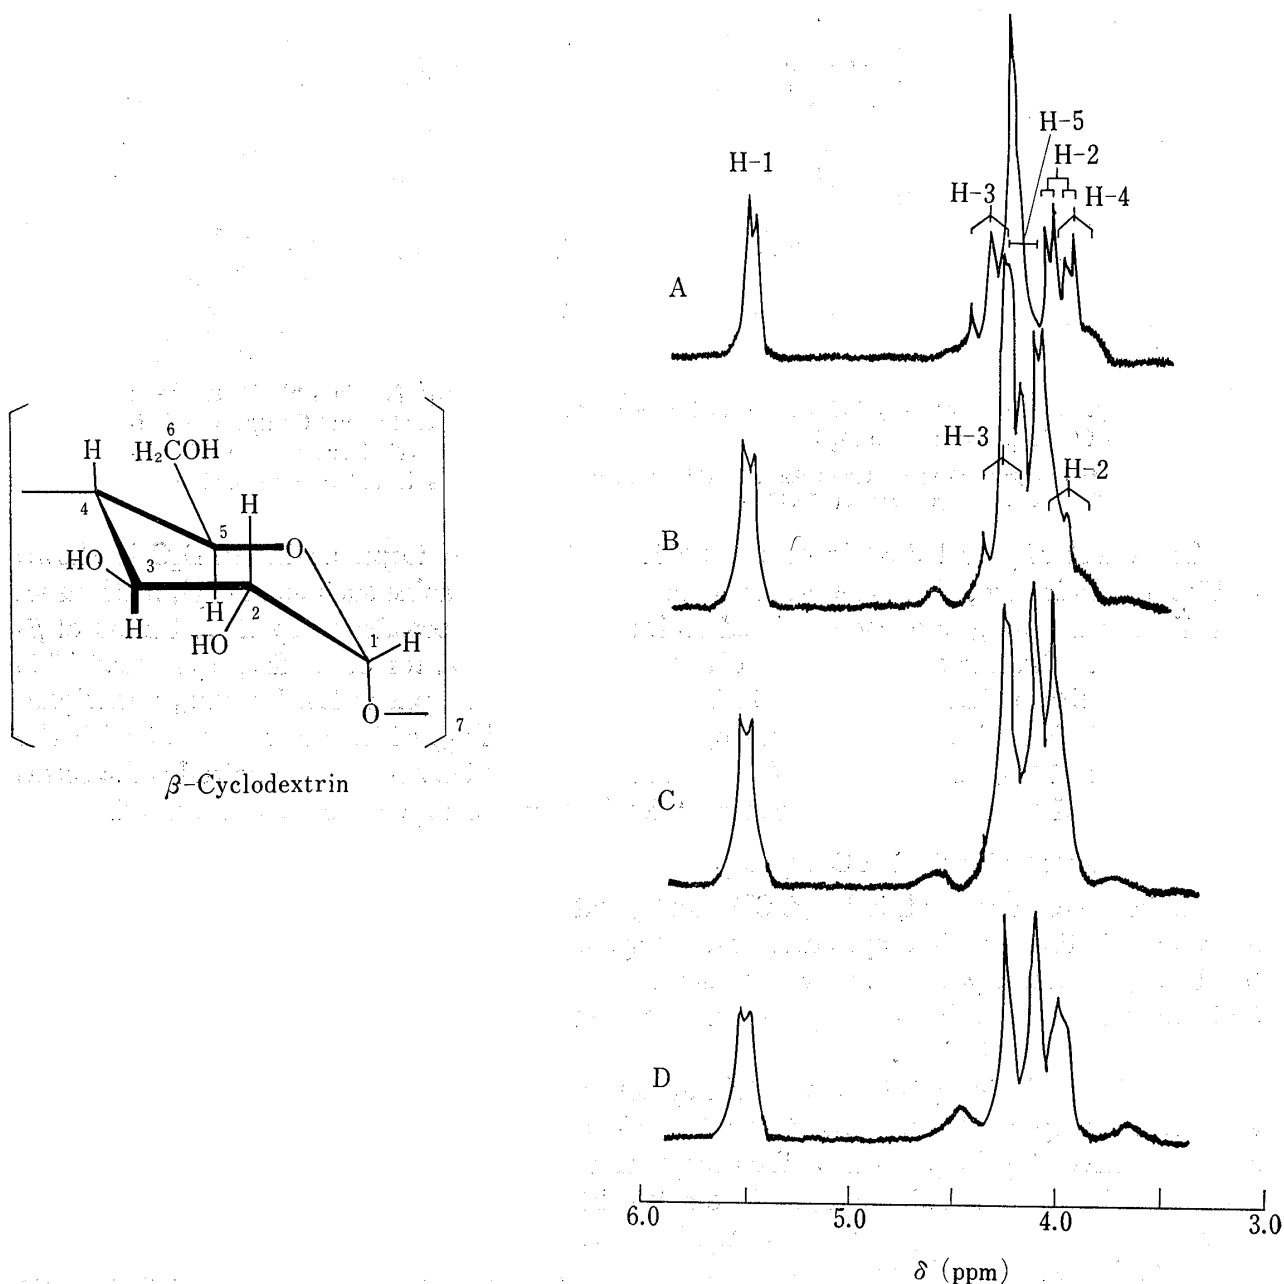 6
H
H₂COH
H
4
5
O
HO
3
H
2
H
HO
1
H
O
7
β-Cyclodextrin
H-5
H-1
H-2
H-3
H-4
A
H-3
H-2
B
C
D
6.0
5.0
4.0
3.0
δ (ppm)